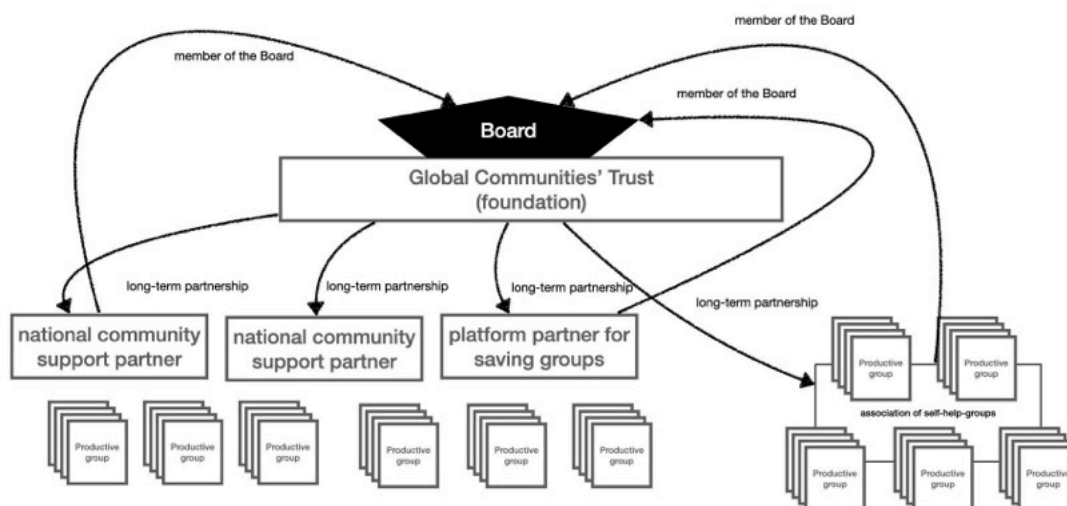 member of the Board
member of the Board
member of the Board
Board
Global Communities' Trust
(foundation)
long-term partnership
long-term partnership
long-term partnership
long-term partnership
national community
support partner
national community
support partner
platform partner for
saving groups
Productive
group
Productive
group
association of self-help-groups
Productive
group
Productive
group
Productive
group
Productive
group
Productive
group
Productive
group
Productive
group
Productive
group
Productive
group